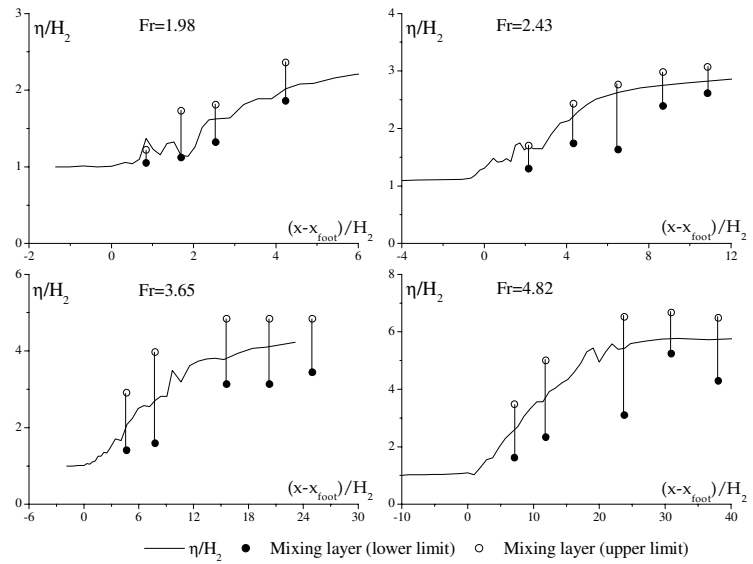 η/H2 Fr=1.98
3
2
1
0
-2 0 2 4 6
(x-xfoot)/H2
η/H2 Fr=2.43
4
3
2
1
0
-4 0 4 8 12
(x-xfoot)/H2
η/H2 Fr=3.65
6
4
2
0
-6 0 6 12 18 24 30
(x-xfoot)/H2
η/H2 Fr=4.82
8
6
4
2
0
-10 0 10 20 30 40
(x-xfoot)/H2
η/H2 Mixing layer (lower limit) Mixing layer (upper limit)